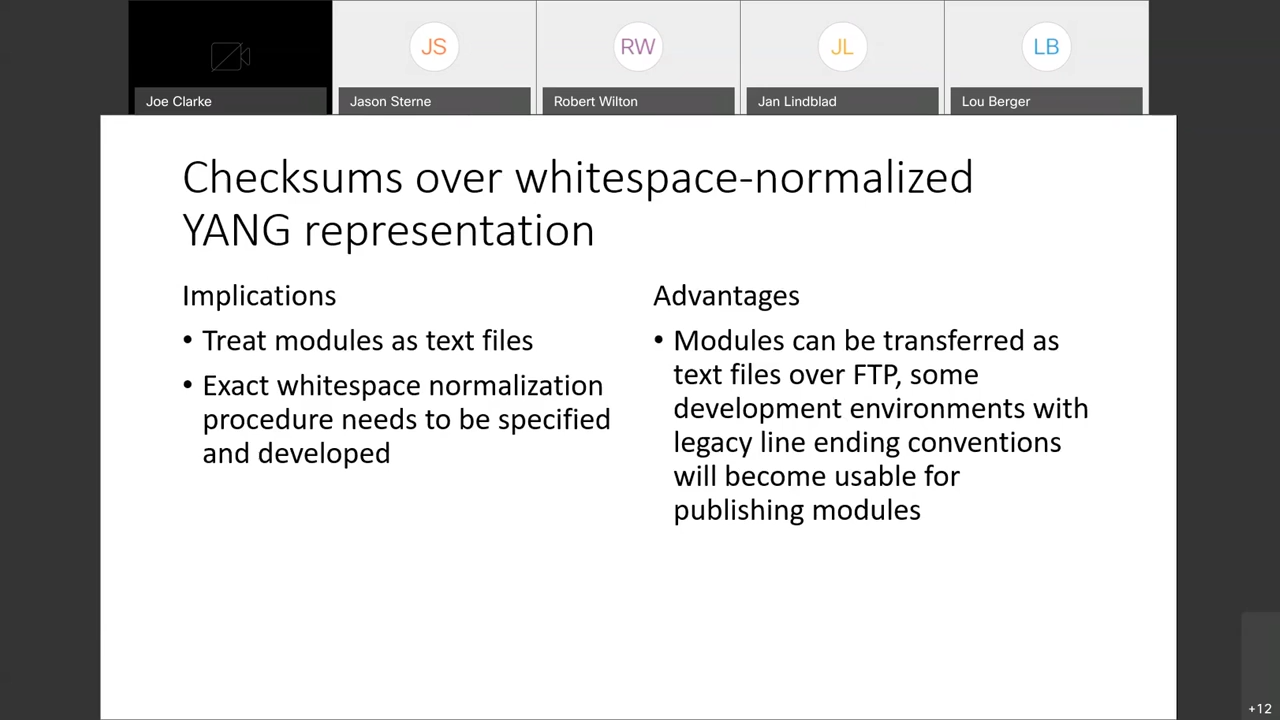 JS
RW
JL
LB
Joe Clarke
Jason Sterne
Robert Wilton
Jan Lindblad
Lou Berger
Checksums over whitespace-normalized
YANG representation
Implications
• Treat modules as text files
• Exact whitespace normalization
procedure needs to be specified
and developed
Advantages
• Modules can be transferred as
text files over FTP, some
development environments with
legacy line ending conventions
will become usable for
publishing modules
+12